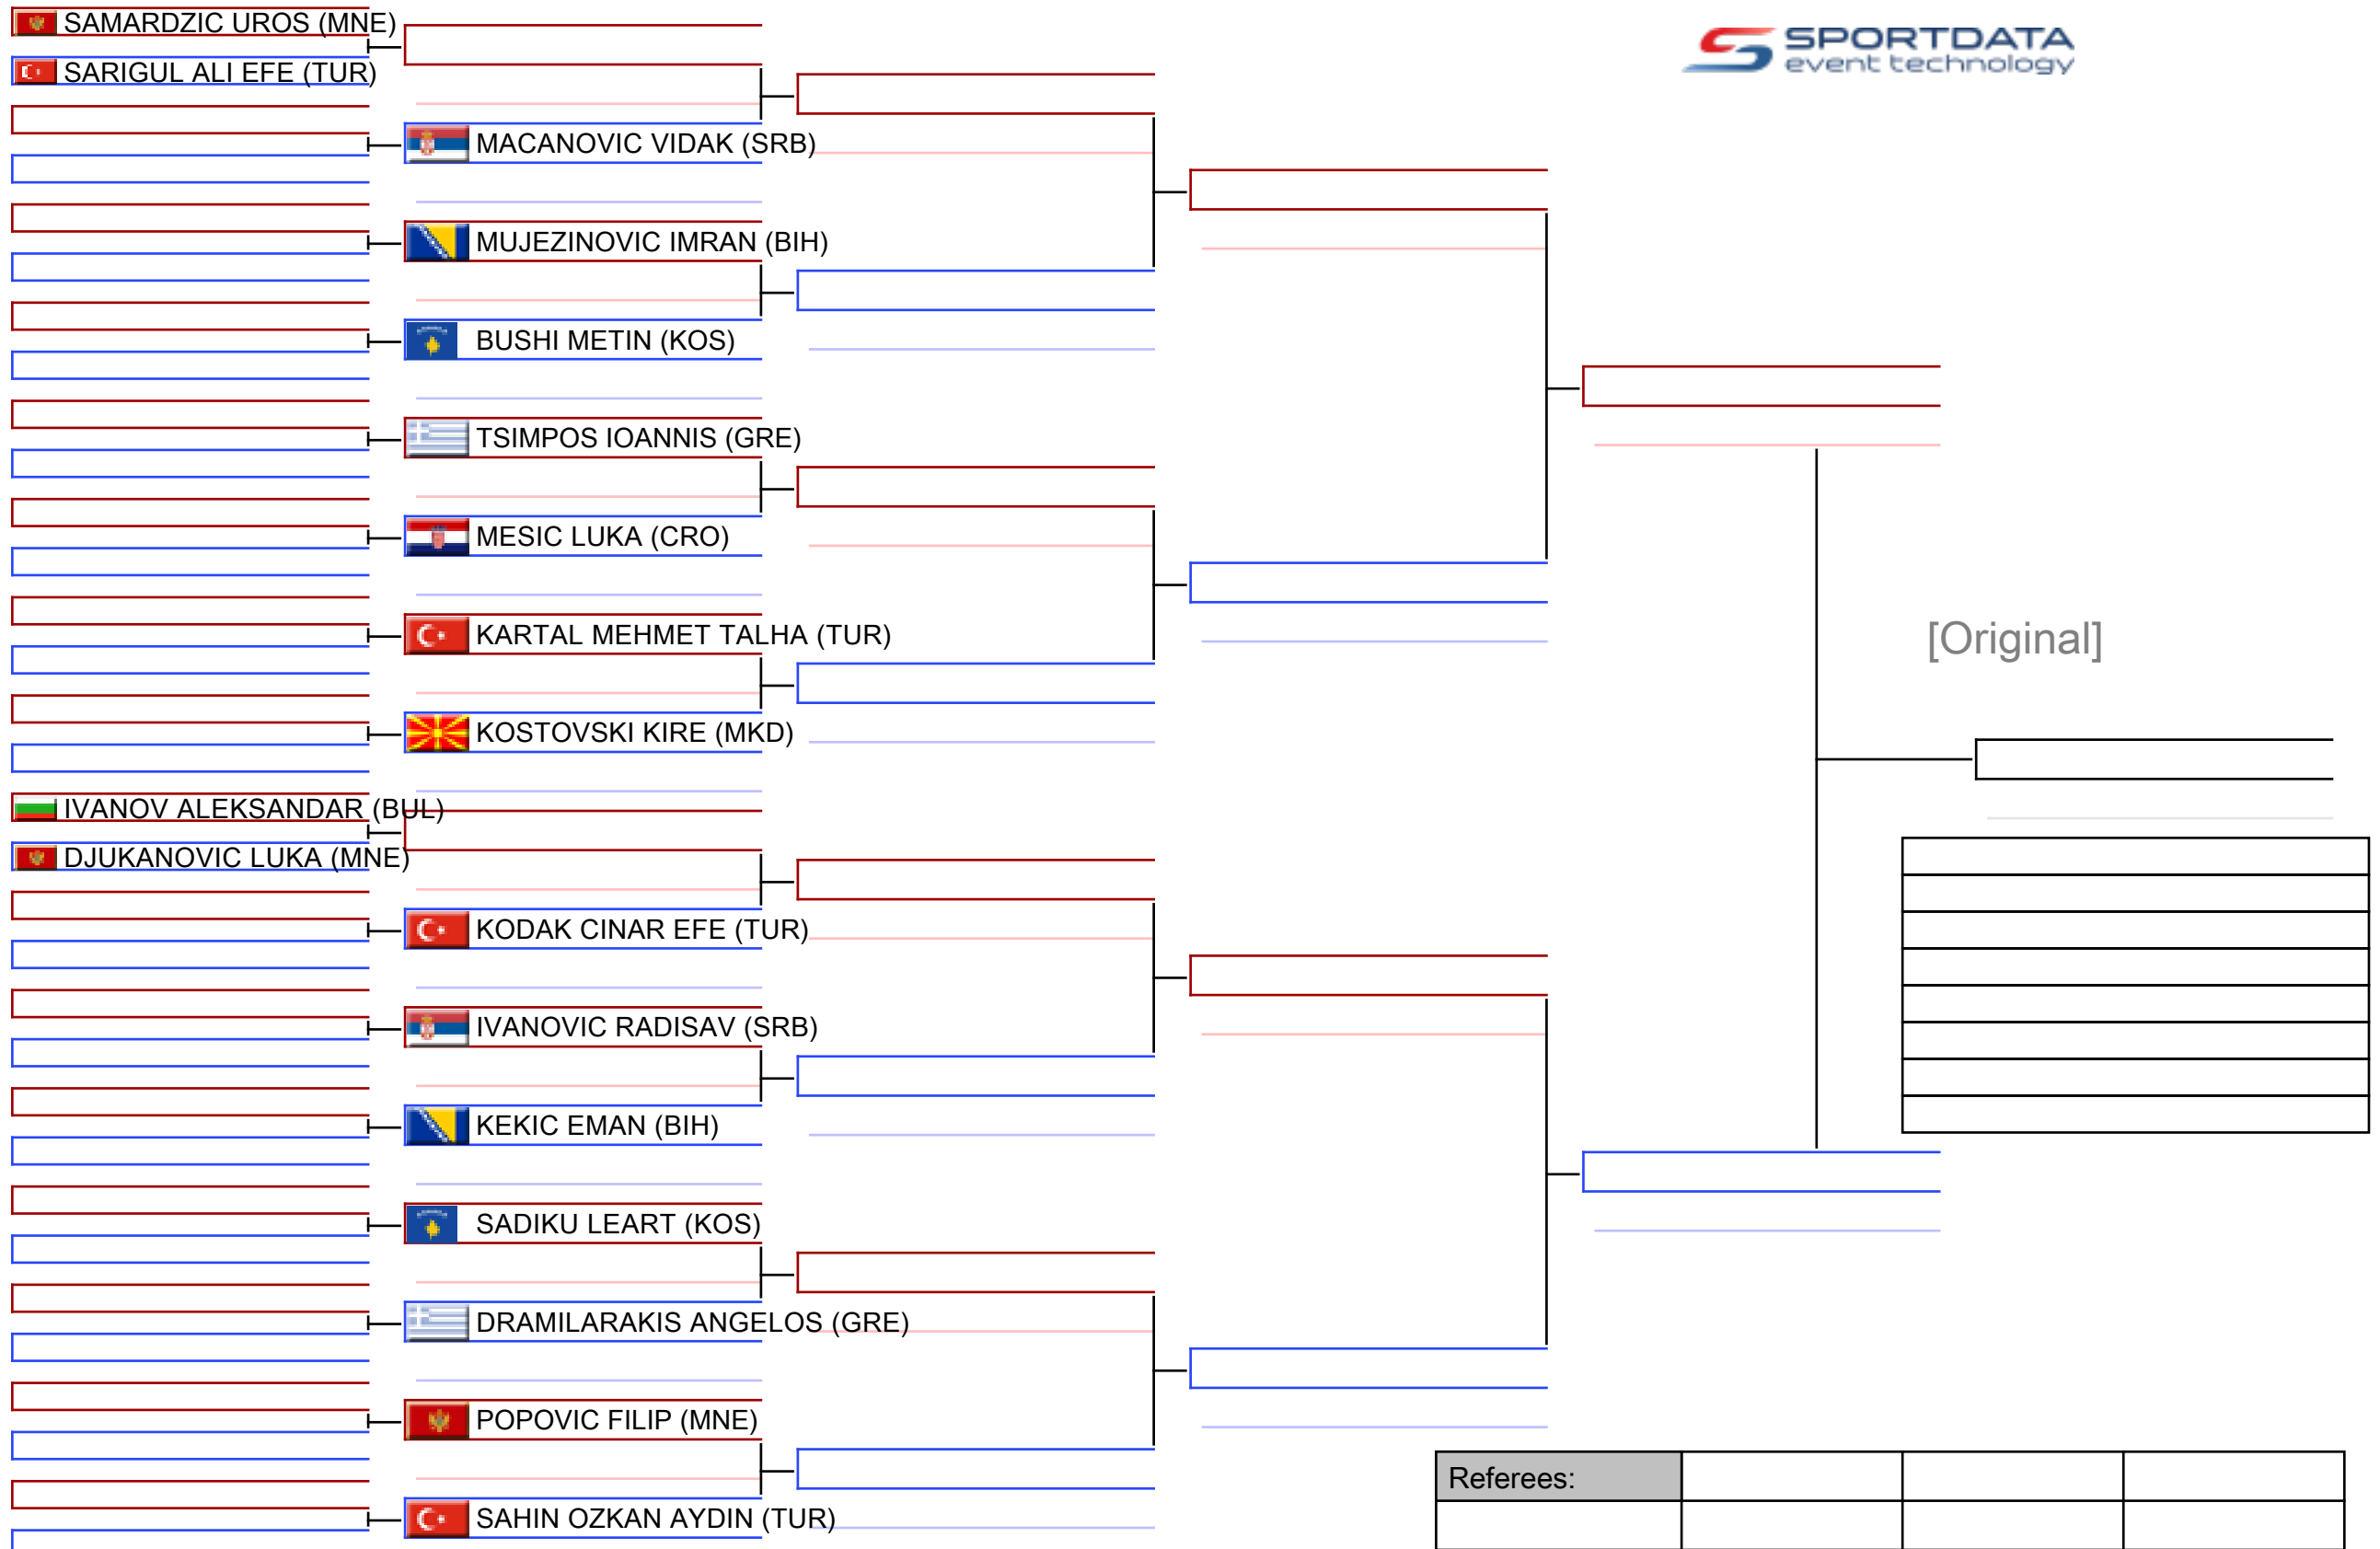 SAMARDZIC UROS (MNE)
SARIGUL ALI EFE (TUR)
SPORTDATA
event technology
MACANOVIC VIDAK (SRB)
MUJEZINOVIC IMRAN (BIH)
BUSHI METIN (KOS)
TSIMPOS IOANNIS (GRE)
MESIC LUKA (CRO)
KARTAL MEHMET TALHA (TUR)
[Original]
KOSTOVSKI KIRE (MKD)
IVANOV ALEKSANDAR (BUL)
DJUKANOVIC LUKA (MNE)
KODAK CINAR EFE (TUR)
IVANOVIC RADISAV (SRB)
KEKIC EMAN (BIH)
SADIKU LEART (KOS)
DRAMILARAKIS ANGELOS (GRE)
POPOVIC FILIP (MNE)
Referees:
SAHIN OZKAN AYDIN (TUR)